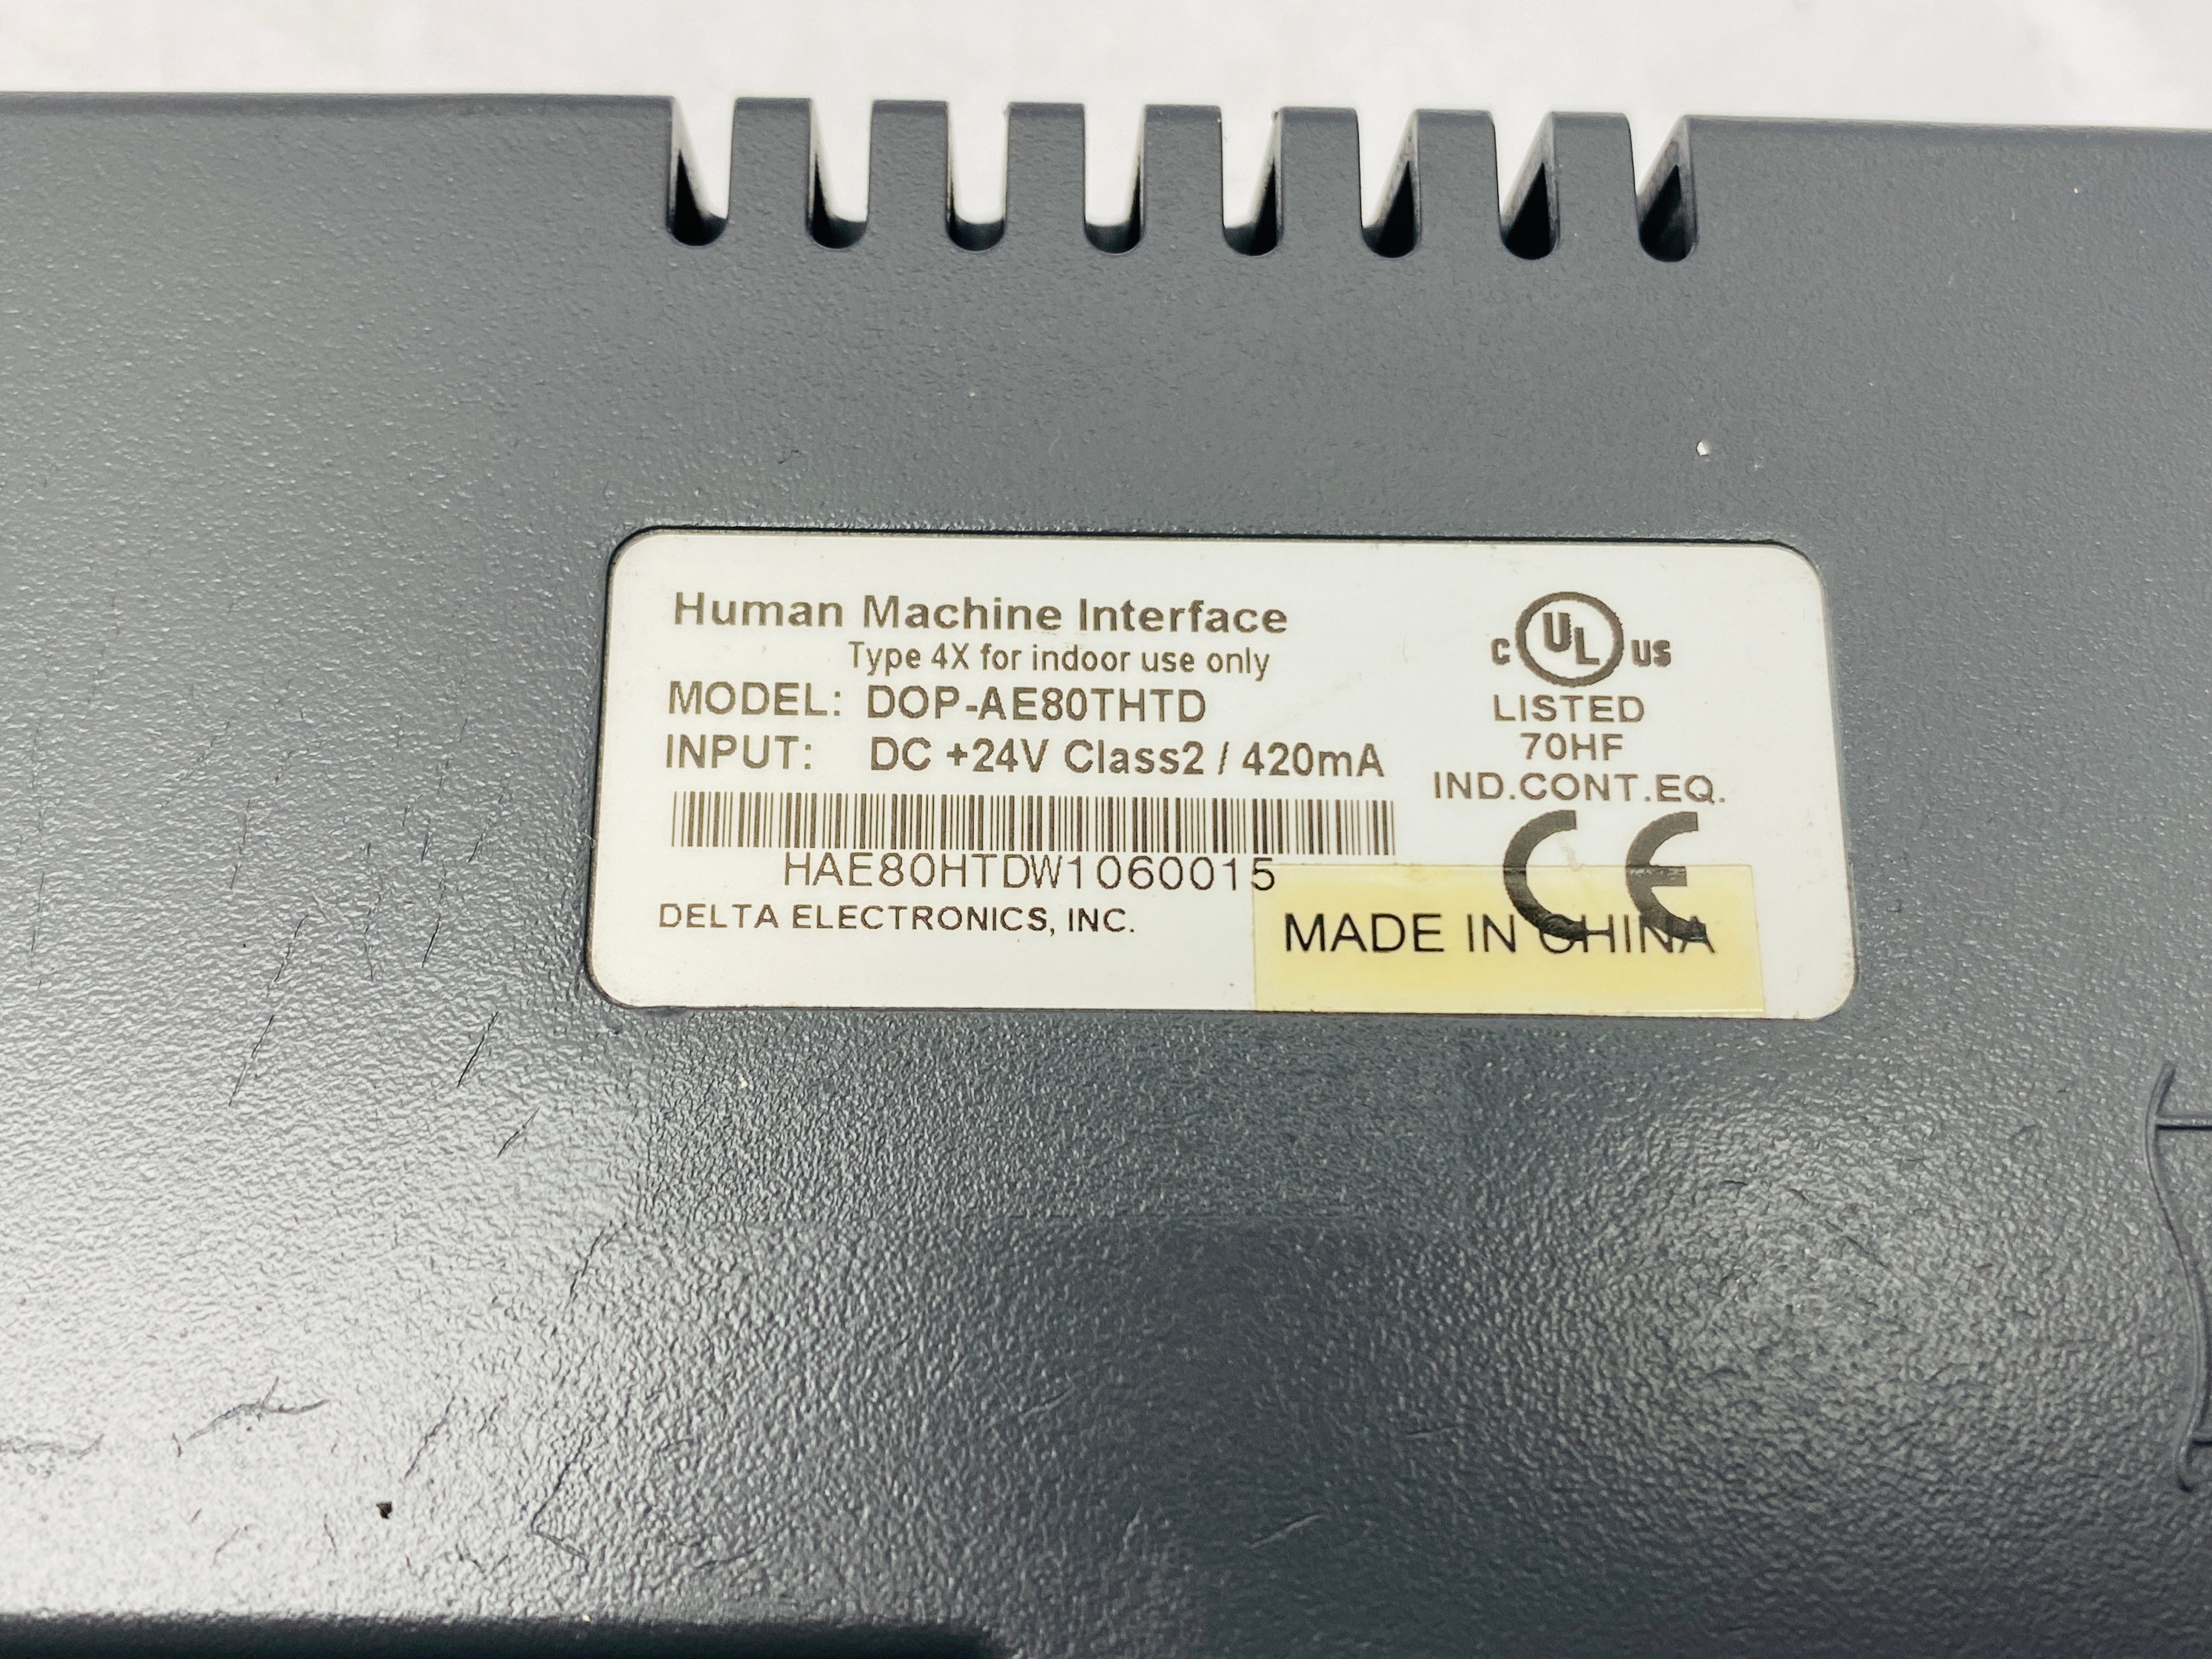 Human Machine Interface
Type 4X for indoor use only
MODEL: DOP-AE80THTD
INPUT: DC +24V Class2 / 420mA
HAE80HTDW1060015
DELTA ELECTRONICS, INC.
C UL US
LISTED
70HF
IND.CONT.EQ.
CE
MADE IN CHINA